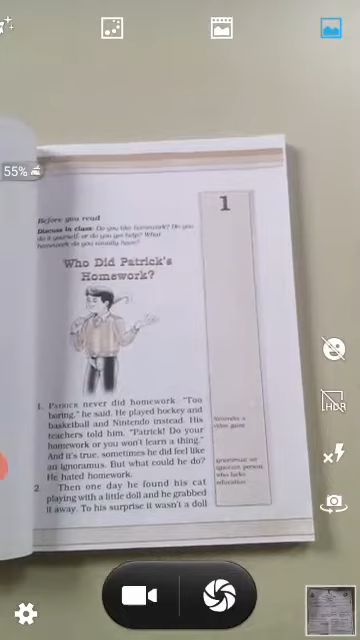 55%
1
Before you read
Discuss in class: Do you like homework? Do you
do it yourself, or do you get help? What
homework do you usually have?
Who Did Patrick's
Homework?
1. PATRICK never did homework. "Too
boring," he said. He played hockey and
basketball and Nintendo instead. His
teachers told him, "Patrick! Do your
homework or you won't learn a thing."
And it's true, sometimes he did feel like
an ignoramus. But what could he do?
He hated homework.
2 Then one day he found his cat
playing with a little doll and he grabbed
it away. To his surprise it wasn't a doll
Nintendo: a
video game
ignoramus: an
ignorant person,
who lacks
education
HDR